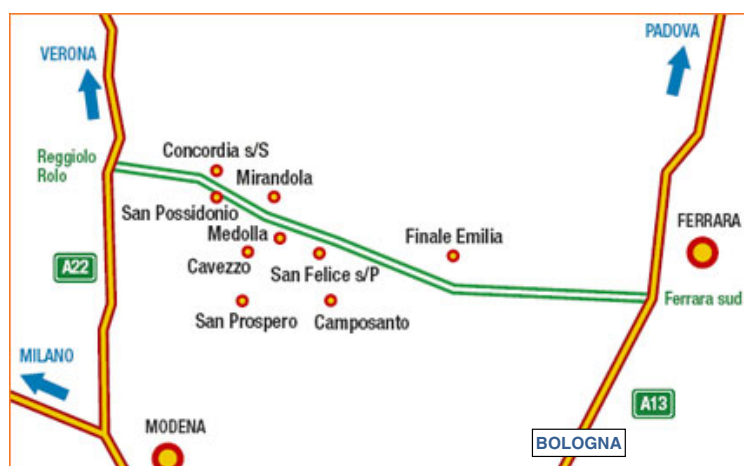 PADOVA
VERONA
Concordia s/S
Reggiolo
Rolo
Mirandola
San Possidonio
FERRARA
Medolla
Finale Emilia
Cavezzo
A22
San Felice s/P
Ferrara sud
San Prospero
Camposanto
MILANO
A13
MODENA
BOLOGNA